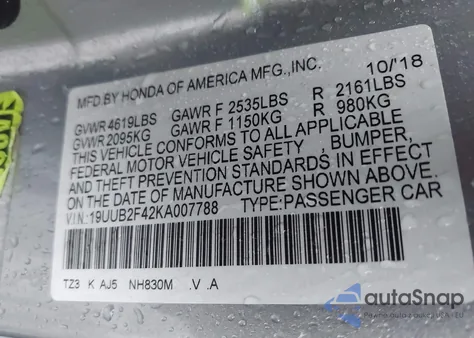 MFD.BY HONDA OF AMERICA MFG.,INC. 10/'18
GVWR 4619LBS GAWR F 2535LBS R 2161LBS
GVWR 2095KG GAWR F 1150KG R 980KG
THIS VEHICLE CONFORMS TO ALL APPLICABLE
FEDERAL MOTOR VEHICLE SAFETY , BUMPER,
AND THEFT PREVENTION STANDARDS IN EFFECT
ON THE DATE OF MANUFACTURE SHOWN ABOVE.
V.I.N.:19UUB2F42KA007788 TYPE:PASSENGER CAR
TZ3 K AJ5 NH830M .V .A
autoSnap